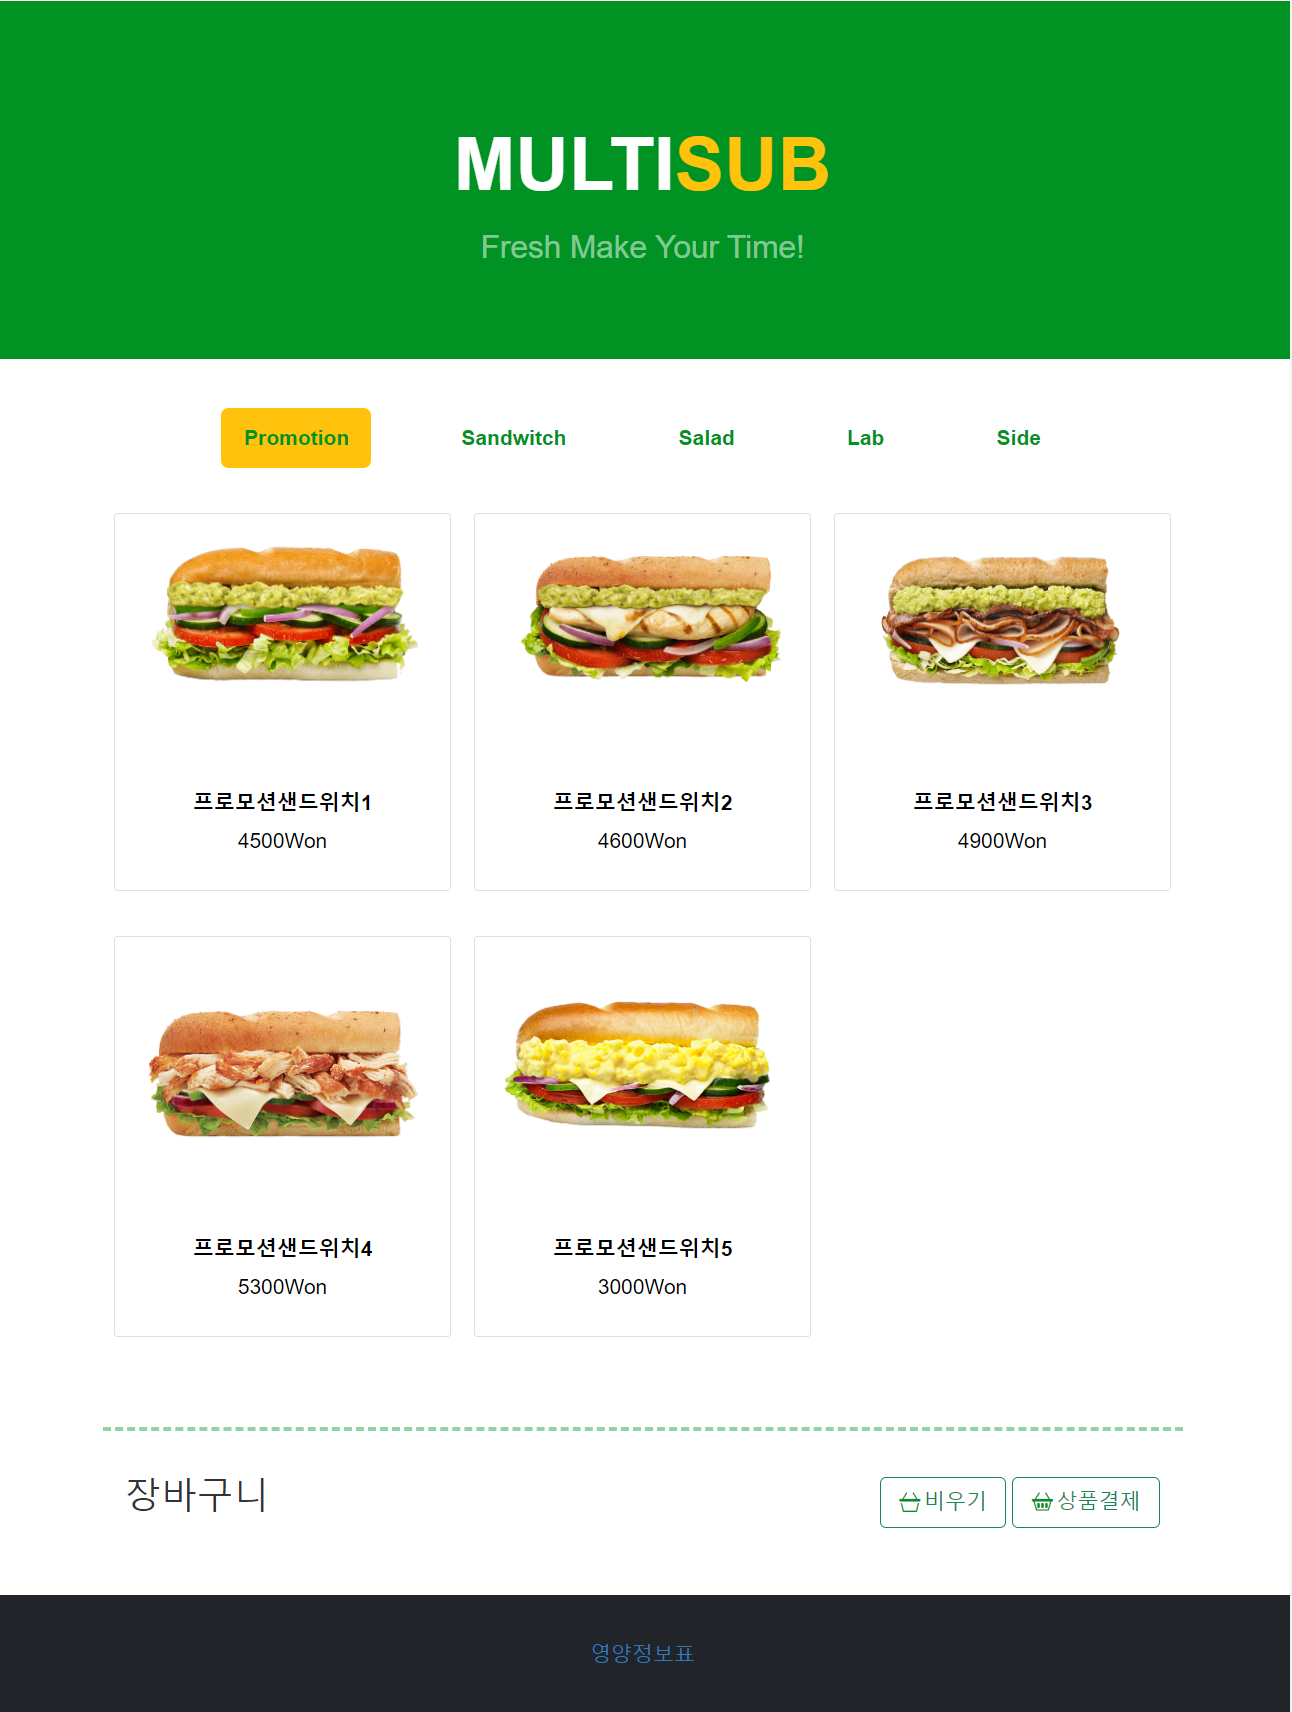 MULTISUB
Fresh Make Your Time!
Promotion Sandwitch Salad Lab Side
프로모션샌드위치1 프로모션샌드위치2 프로모션샌드위치3
4500Won 4600Won 4900Won
프로모션샌드위치4 프로모션샌드위치5
5300Won 3000Won
장바구니 비우기 상품결제
영양정보표